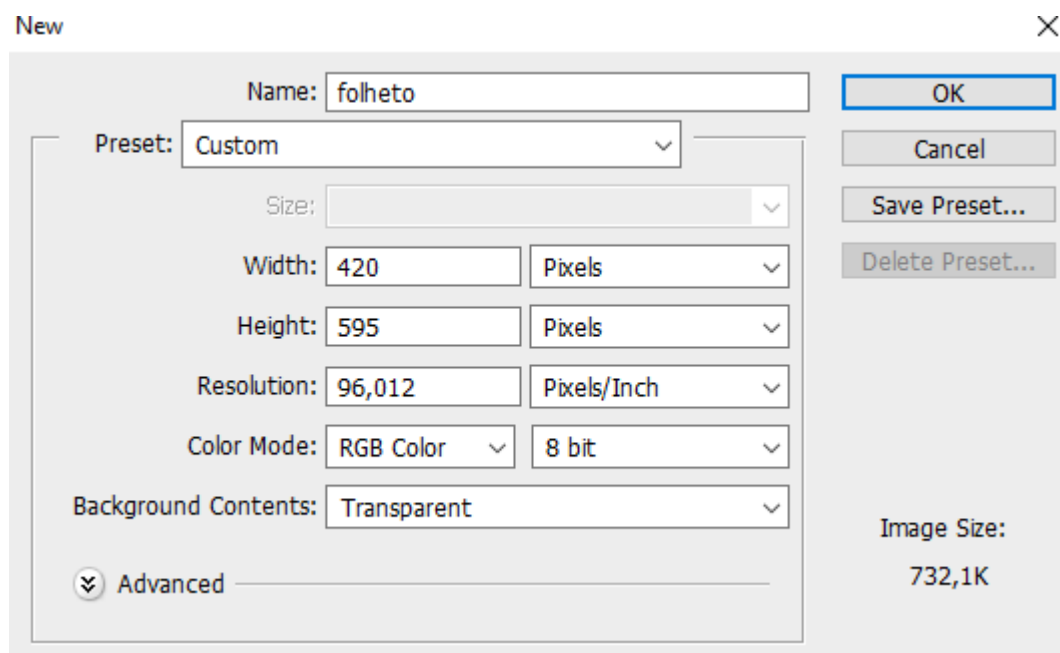 New
Name: folheto
OK
Preset: Custom
Cancel
Size:
Save Preset...
Width: 420 Pixels
Delete Preset...
Height: 595 Pixels
Resolution: 96,012 Pixels/Inch
Color Mode: RGB Color 8 bit
Background Contents: Transparent
Image Size:
732,1K
Advanced